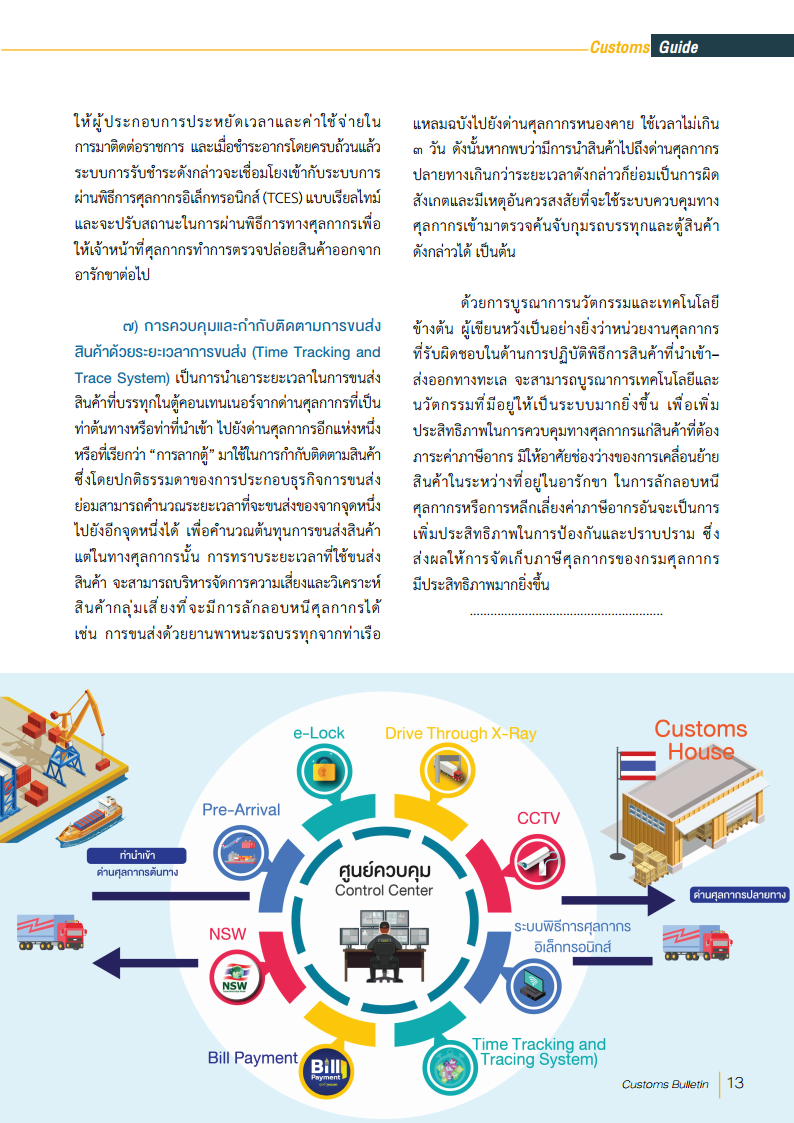 Customs Guide
ให้ผู้ประกอบการประหยัดเวลาและค่าใช้จ่ายใน
การมาติดต่อราชการ และเมื่อชำระอากรโดยครบถ้วนแล้ว
ระบบการรับชำระดังกล่าวจะเชื่อมโยงเข้ากับระบบการ
ผ่านพิธีการศุลกากรอิเล็กทรอนิกส์ (TCES) แบบเรียลไทม์
และจะปรับสถานะในการผ่านพิธีการทางศุลกากรเพื่อ
ให้เจ้าหน้าที่ศุลกากรทำการตรวจปล่อยสินค้าออกจาก
อารักขาต่อไป
๗) การควบคุมและกำกับติดตามการขนส่ง
สินค้าด้วยระยะเวลาการขนส่ง (Time Tracking and
Trace System) เป็นการนำเอาระยะเวลาในการขนส่ง
สินค้าที่บรรทุกในตู้คอนเทนเนอร์จากด่านศุลกากรที่เป็น
ท่าต้นทางหรือท่าที่นำเข้า ไปยังด่านศุลกากรอีกแห่งหนึ่ง
หรือที่เรียกว่า “การลากตู้” มาใช้ในการกำกับติดตามสินค้า
ซึ่งโดยปกติธรรมดาของการประกอบธุรกิจการขนส่ง
ย่อมสามารถคำนวณระยะเวลาที่จะขนส่งของจากจุดหนึ่ง
ไปยังอีกจุดหนึ่งได้ เพื่อคำนวณต้นทุนการขนส่งสินค้า
แต่ในทางศุลกากรนั้น การทราบระยะเวลาที่ใช้ขนส่ง
สินค้า จะสามารถบริหารจัดการความเสี่ยงและวิเคราะห์
สินค้ากลุ่มเสี่ยงที่จะมีการลักลอบหนีศุลกากรได้
เช่น การขนส่งด้วยยานพาหนะรถบรรทุกจากท่าเรือ
แหลมฉบังไปยังด่านศุลกากรหนองคาย ใช้เวลาไม่เกิน
๓ วัน ดังนั้นหากพบว่ามีการนำสินค้าไปถึงด่านศุลกากร
ปลายทางเกินกว่าระยะเวลาดังกล่าวก็ย่อมเป็นการผิด
สังเกตและมีเหตุอันควรสงสัยที่จะใช้ระบบควบคุมทาง
ศุลกากรเข้ามาตรวจค้นจับกุมรถบรรทุกและตู้สินค้า
ดังกล่าวได้ เป็นต้น
ด้วยการบูรณาการนวัตกรรมและเทคโนโลยี
ข้างต้น ผู้เขียนหวังเป็นอย่างยิ่งว่าหน่วยงานศุลกากร
ที่รับผิดชอบในด้านการปฏิบัติพิธีการสินค้าที่นำเข้า-
ส่งออกทางทะเล จะสามารถบูรณาการเทคโนโลยีและ
นวัตกรรมที่มีอยู่ให้เป็นระบบมากยิ่งขึ้น เพื่อเพิ่ม
ประสิทธิภาพในการควบคุมทางศุลกากรแก่สินค้าที่ต้อง
ภาระค่าภาษีอากร มิให้อาศัยช่องว่างของการเคลื่อนย้าย
สินค้าในระหว่างที่อยู่ในอารักขา ในการลักลอบหนี
ศุลกากรหรือการหลีกเลี่ยงค่าภาษีอากรอันจะเป็นการ
เพิ่มประสิทธิภาพในการป้องกันและปราบปราม ซึ่ง
ส่งผลให้การจัดเก็บภาษีศุลกากรของกรมศุลกากร
มีประสิทธิภาพมากยิ่งขึ้น
........................................................
e-Lock
Drive Through X-Ray
Customs
House
Pre-Arrival
CCTV
ท่านำเข้า
ด่านศุลกากรต้นทาง
ศูนย์ควบคุม
Control Center
ด่านศุลกากรปลายทาง
NSW
ระบบพิธีการศุลกากร
อิเล็กทรอนิกส์
NSW
Bill Payment
Bill
Payment
Time Tracking and
Tracing System)
Customs Bulletin 13